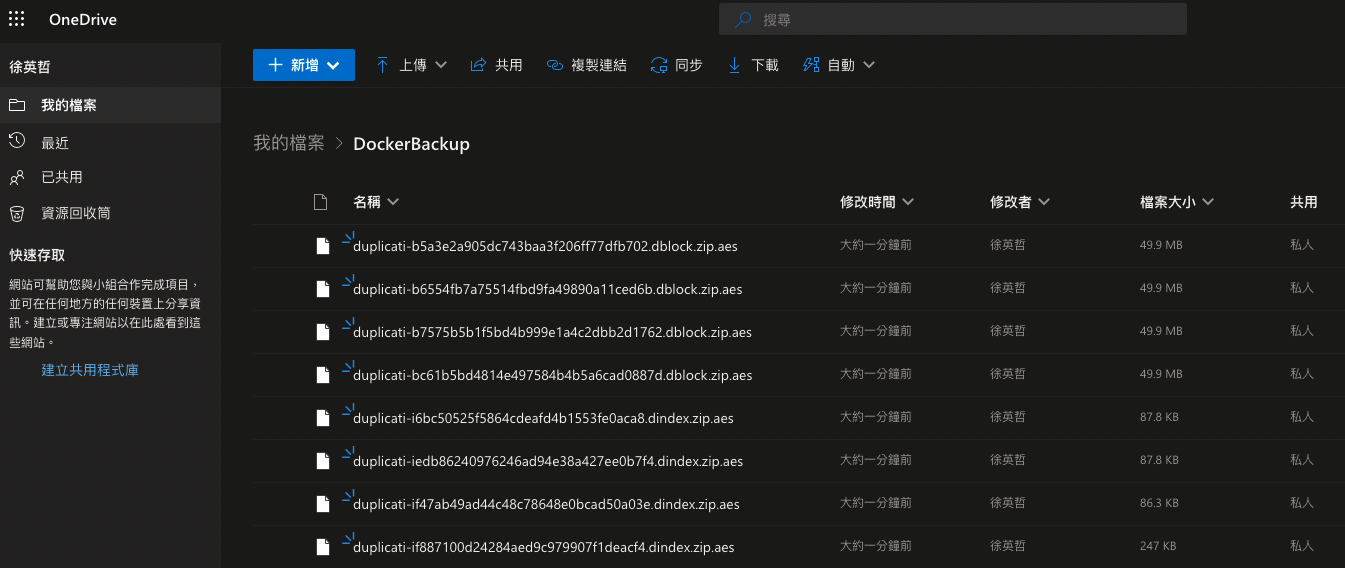 OneDrive
搜尋
徐英哲
新增
上傳
共用
複製連結
同步
下載
自動
我的檔案
最近
已共用
資源回收筒
快速存取
網站可幫助您與小組合作完成項目，
並可在任何地方的任何裝置上分享資
訊。建立或專注網站以在此處看到這
些網站。
建立共用程式庫
我的檔案 > DockerBackup
名稱 修改時間 修改者 檔案大小 共用
duplicati-b5a3e2a905dc743baa3f206ff77dfb702.dblock.zip.aes 大約一分鐘前 徐英哲 49.9 MB 私人
duplicati-b6554fb7a75514fbd9fa49890a11ced6b.dblock.zip.aes 大約一分鐘前 徐英哲 49.9 MB 私人
duplicati-b7575b5b1f5bd4b999e1a4c2dbb2d1762.dblock.zip.aes 大約一分鐘前 徐英哲 49.9 MB 私人
duplicati-bc61b5bd4814e497584b4b5a6cad0887d.dblock.zip.aes 大約一分鐘前 徐英哲 49.9 MB 私人
duplicati-i6bc50525f5864cdeafd4b1553fe0aca8.dindex.zip.aes 大約一分鐘前 徐英哲 87.8 KB 私人
duplicati-iedb86240976246ad94e38a427ee0b7f4.dindex.zip.aes 大約一分鐘前 徐英哲 87.8 KB 私人
duplicati-if47ab49ad44c48c78648e0bcad50a03e.dindex.zip.aes 大約一分鐘前 徐英哲 86.3 KB 私人
duplicati-if887100d24284aed9c979907f1deacf4.dindex.zip.aes 大約一分鐘前 徐英哲 247 KB 私人